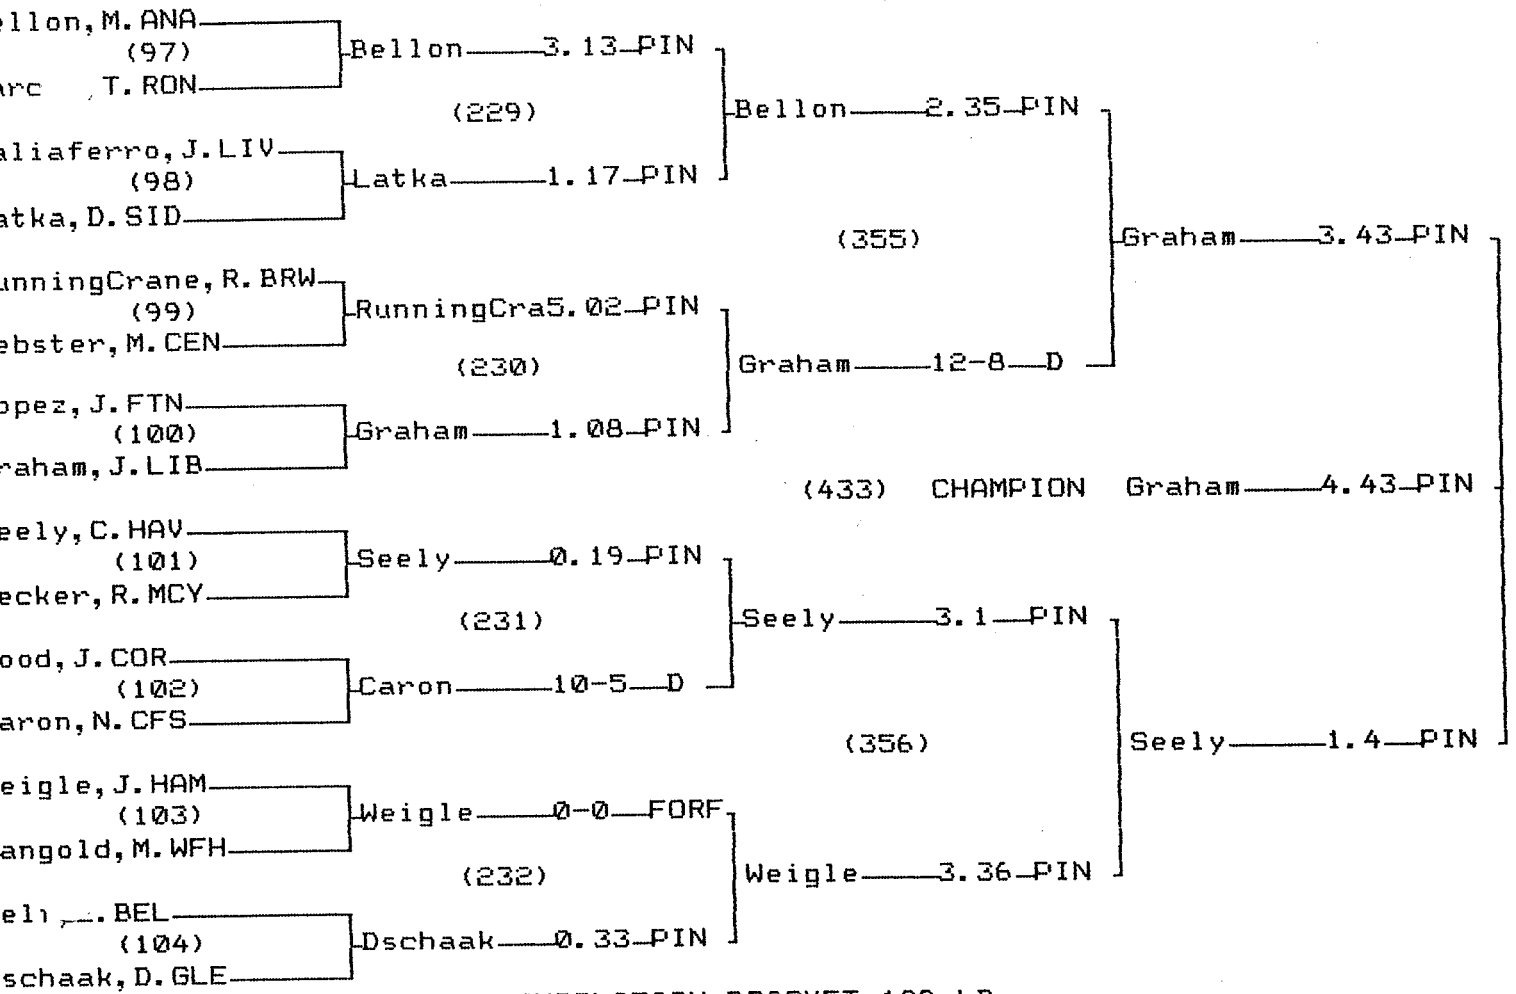 ellon, M. ANA
(97)
Bellon 3.13 PIN
arc T. RON
(229)
Bellon 2.35 PIN
aliaferro, J. LIV
(98)
Latka 1.17 PIN
atka, D. SID
(355)
Graham 3.43 PIN
unningCrane, R. BRW
(99)
RunningCra5.02 PIN
ebster, M. CEN
(230)
Graham 12-8 D
opez, J. FTN
(100)
Graham 1.08 PIN
raham, J. LIB
(433) CHAMPION Graham 4.43 PIN
eely, C. HAV
(101)
Seely 0.19 PIN
ecker, R. MCY
(231)
Seely 3.1 PIN
ood, J. COR
(102)
Caron 10-5 D
aron, N. CFS
(356)
Seely 1.4 PIN
eigle, J. HAM
(103)
Weigle 0-0 FORF
angold, M. WFH
(232)
Weigle 3.36 PIN
BEL
(104)
Dschaak 0.33 PIN
schaak, D. GLE